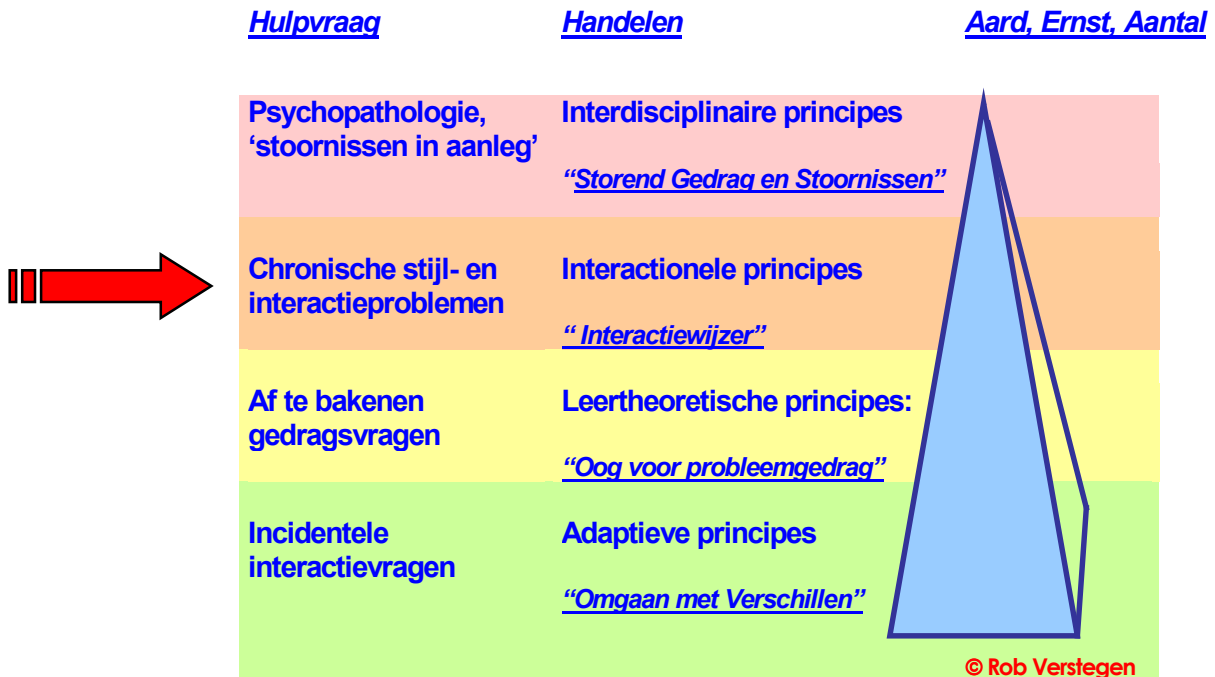 Hulpvraag Handelen Aard, Ernst, Aantal
Psychopathologie, Interdisciplinaire principes
‘stoornissen in aanleg’
“Storend Gedrag en Stoornissen”
Chronische stijl- en Interactionele principes
interactieproblemen
“ Interactiewijzer”
Af te bakenen Leertheoretische principes:
gedragsvragen
“Oog voor probleemgedrag”
Incidentele Adaptieve principes
interactievragen
“Omgaan met Verschillen”
© Rob Verstegen